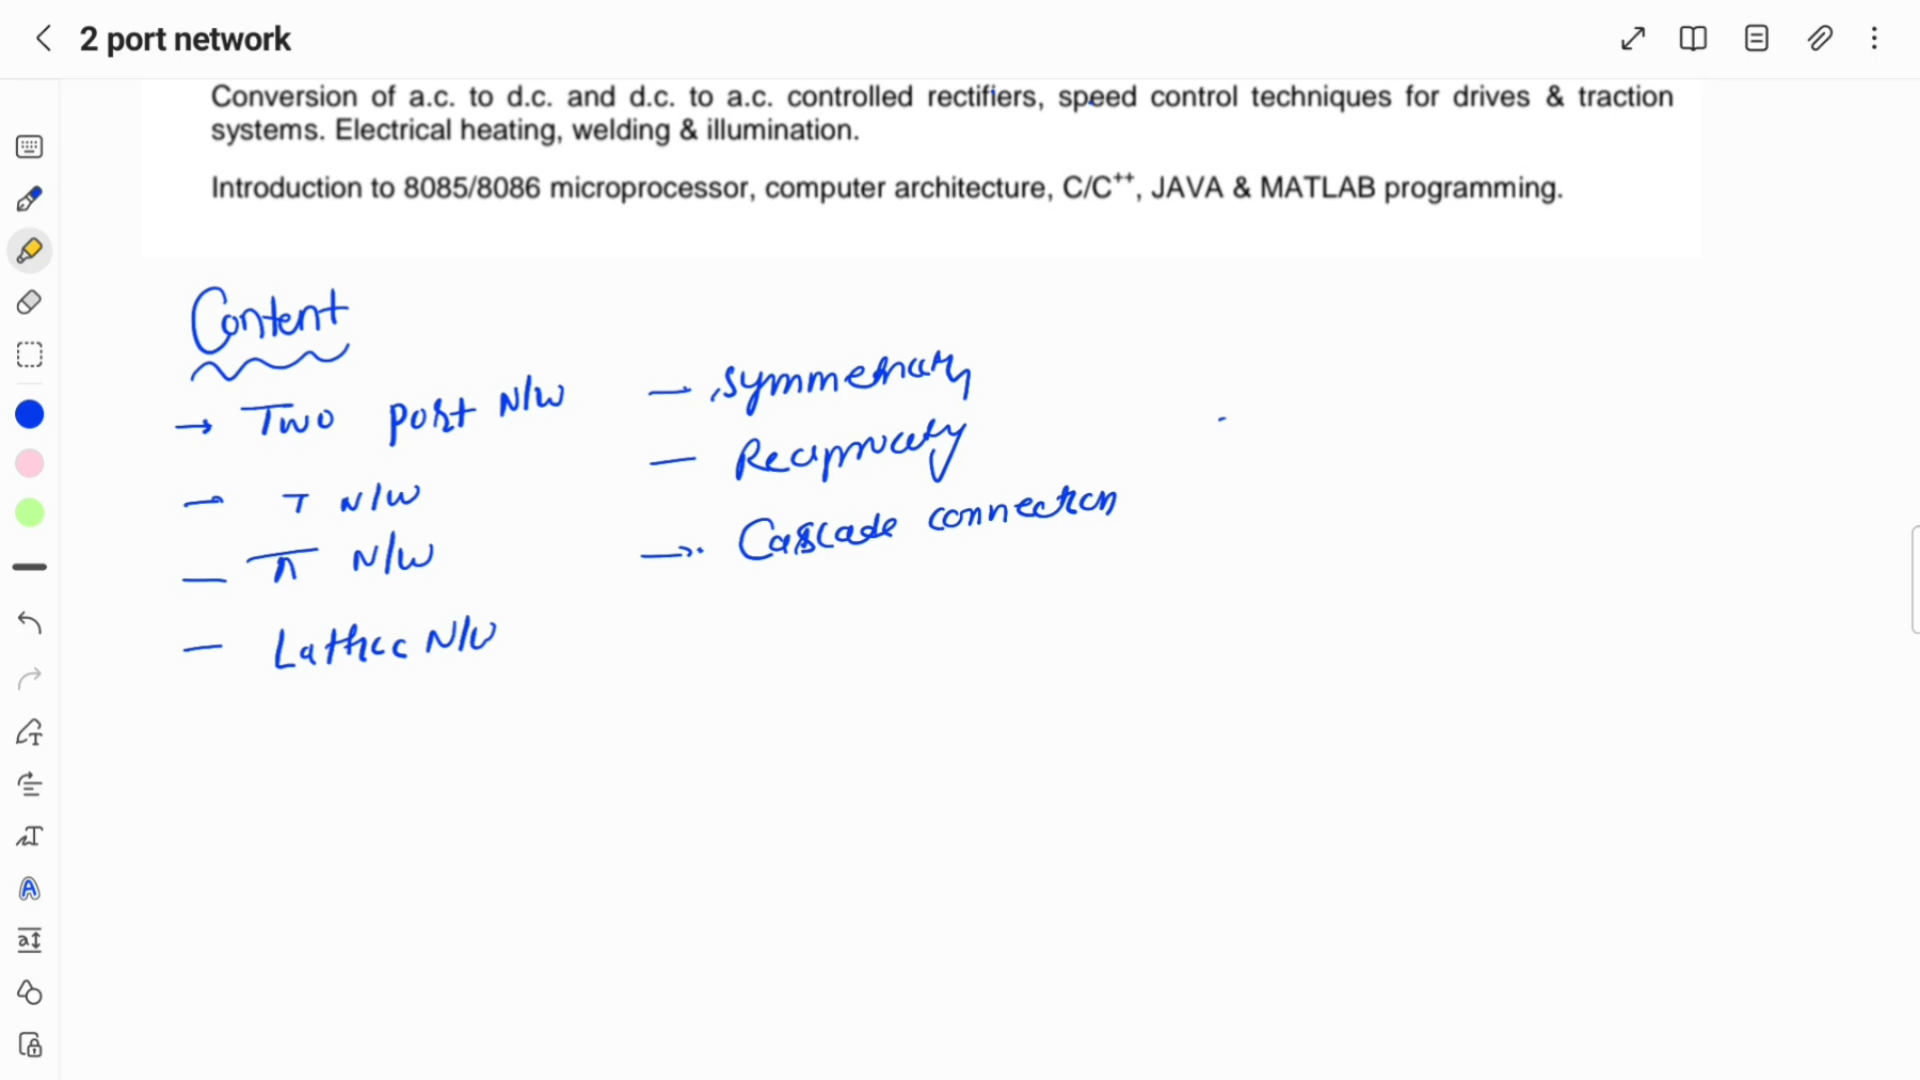 2 port network
Conversion of a.c. to d.c. and d.c. to a.c. controlled rectifiers, speed control techniques for drives & traction
systems. Electrical heating, welding & illumination.
Introduction to 8085/8086 microprocessor, computer architecture, C/C++, JAVA & MATLAB programming.
Content
→ Two port N/W
— T N/W
— π N/W
— Lattice N/W
— Symmetricity
— Reciprocity
→ Cascade connection